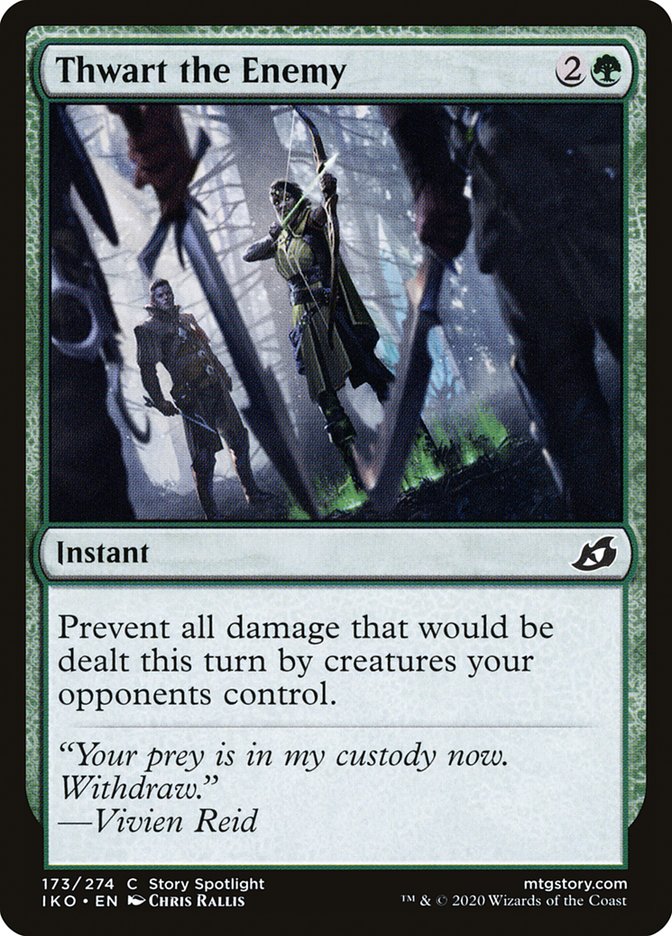 Thwart the Enemy 2
Instant
Prevent all damage that would be
dealt this turn by creatures your
opponents control.
“Your prey is in my custody now.
Withdraw.”
—Vivien Reid
173/274 C Story Spotlight
IKO • EN Chris Rallis
mtgstory.com
™ & © 2020 Wizards of the Coast